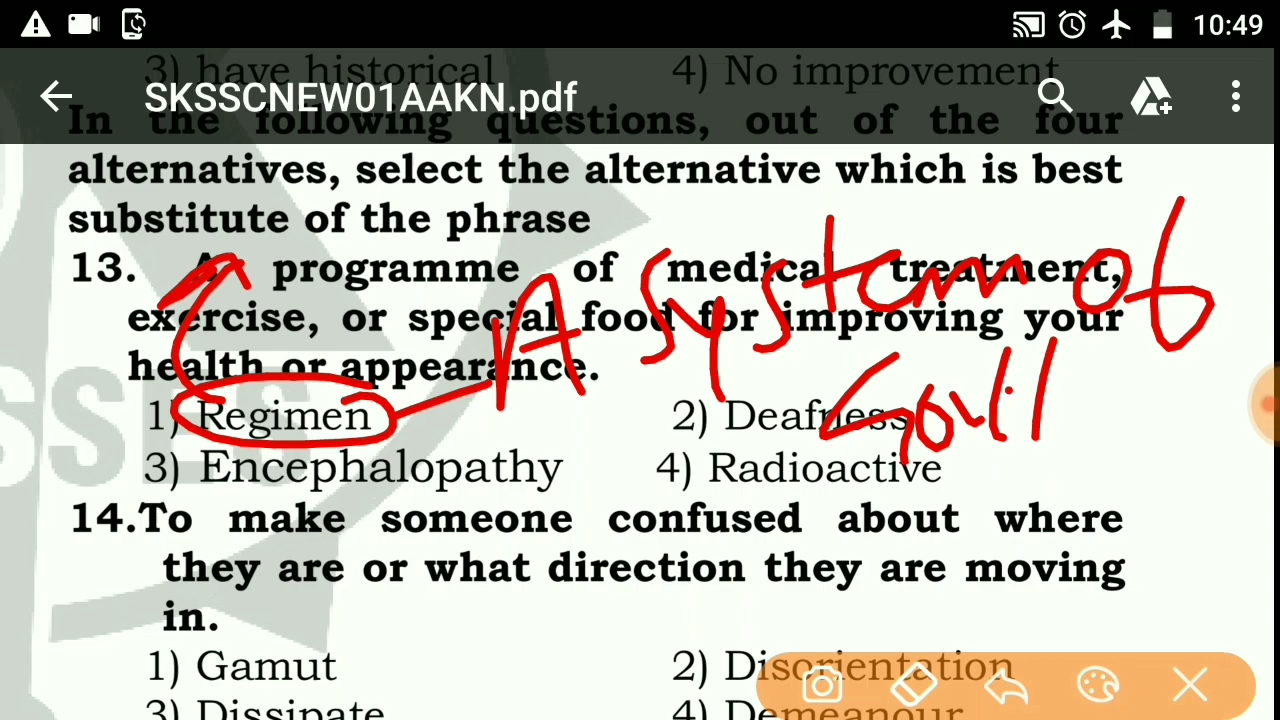 10:49
3) have historical 4) No improvement
SKSSCNEW01AAKN.pdf
In the following questions, out of the four
alternatives, select the alternative which is best
substitute of the phrase
13. A programme of medical treatment,
exercise, or special food for improving your
health or appearance.
A system of
1) Regimen 2) Deafness
3) Encephalopathy 4) Radioactive
14.To make someone confused about where
they are or what direction they are moving
in.
1) Gamut 2) Disorientation
3) Dissipate 4) Demeanour